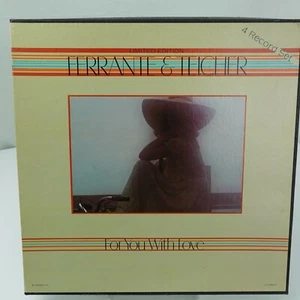 LIMITED EDITION
FERRANTE & TEICHER
4 Record Set
For You With Love